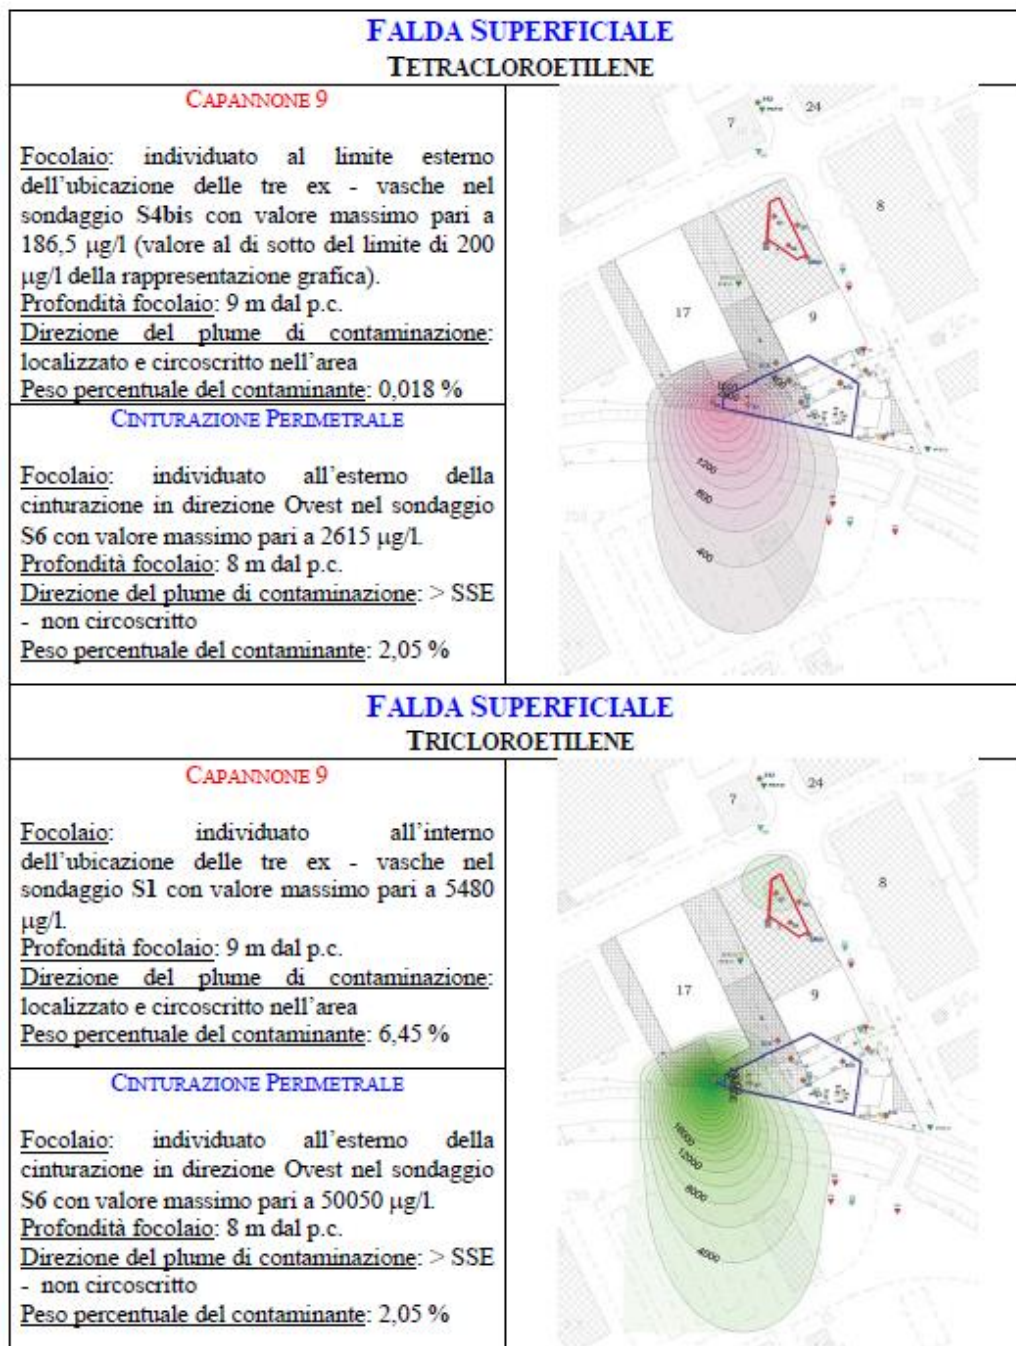 FALDA SUPERFICIALE
TETRACLOROETILENE
CAPANNONE 9
Focolaio: individuato al limite esterno
dell'ubicazione delle tre ex - vasche nel
sondaggio S4bis con valore massimo pari a
186,5 µg/l (valore al di sotto del limite di 200
µg/l della rappresentazione grafica).
Profondità focolaio: 9 m dal p.c.
Direzione del plume di contaminazione:
localizzato e circoscritto nell'area
Peso percentuale del contaminante: 0,018 %
CINTURAZIONE PERIMETRALE
Focolaio: individuato all'esterno della
cinturazione in direzione Ovest nel sondaggio
S6 con valore massimo pari a 2615 µg/l.
Profondità focolaio: 8 m dal p.c.
Direzione del plume di contaminazione: > SSE
- non circoscritto
Peso percentuale del contaminante: 2,05 %
7
24
8
17
9
1200
800
400
FALDA SUPERFICIALE
TRICLOROETILENE
CAPANNONE 9
Focolaio: individuato all'interno
dell'ubicazione delle tre ex - vasche nel
sondaggio S1 con valore massimo pari a 5480
µg/l.
Profondità focolaio: 9 m dal p.c.
Direzione del plume di contaminazione:
localizzato e circoscritto nell'area
Peso percentuale del contaminante: 6,45 %
CINTURAZIONE PERIMETRALE
Focolaio: individuato all'esterno della
cinturazione in direzione Ovest nel sondaggio
S6 con valore massimo pari a 50050 µg/l.
Profondità focolaio: 8 m dal p.c.
Direzione del plume di contaminazione: > SSE
- non circoscritto
Peso percentuale del contaminante: 2,05 %
7
24
8
17
9
16000
12000
8000
4000